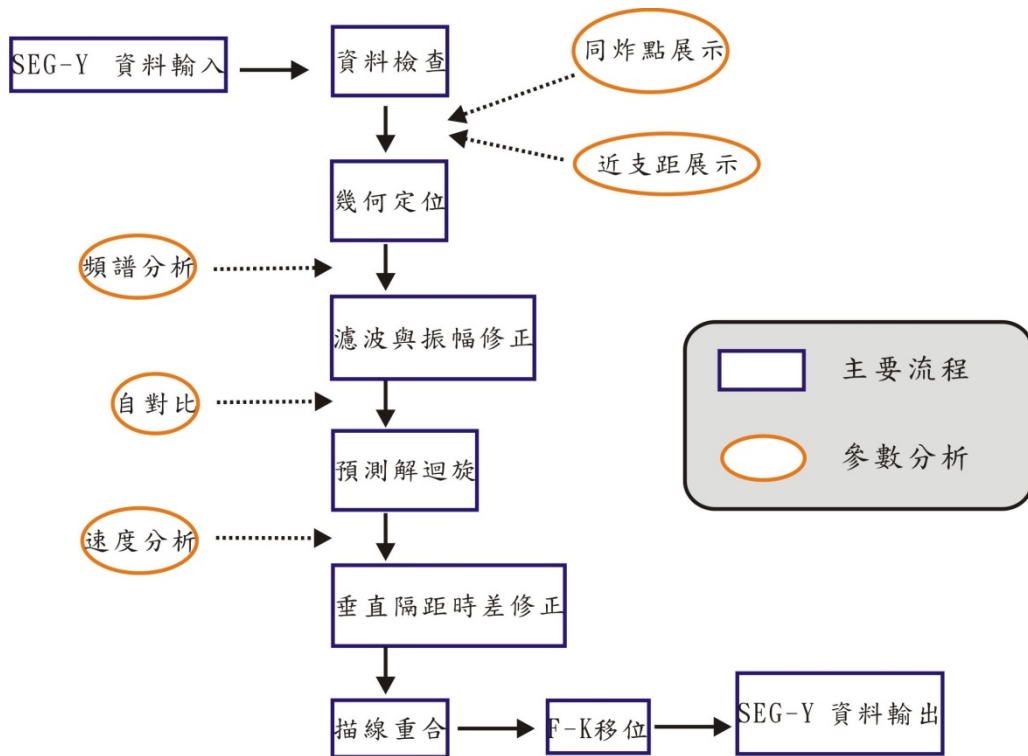 SEG-Y 資料輸入
資料檢查
同炸點展示
近支距展示
幾何定位
頻譜分析
濾波與振幅修正
自對比
預測解迴旋
速度分析
垂直隔距時差修正
描線重合
F-K移位
SEG-Y 資料輸出
主要流程
參數分析